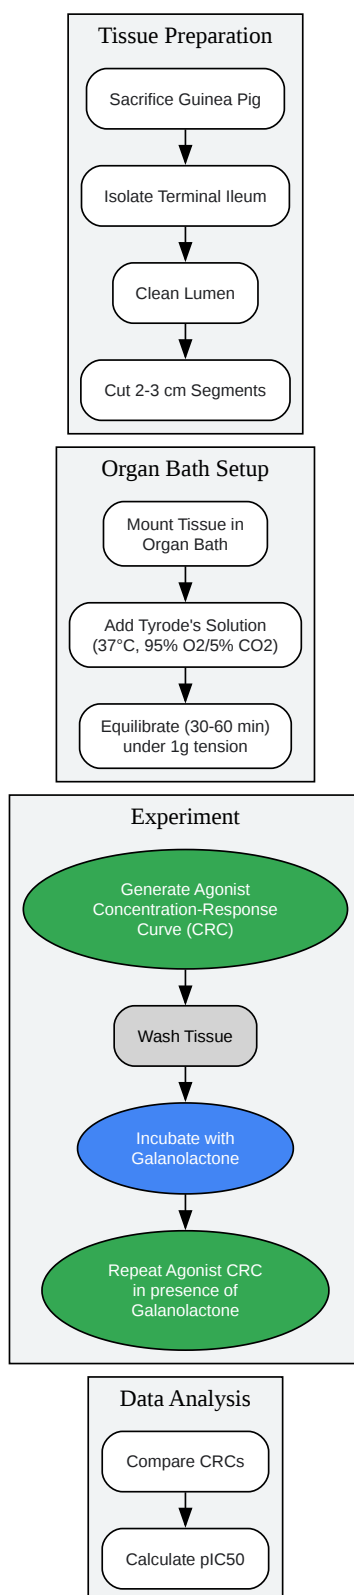 Tissue Preparation
Sacrifice Guinea Pig
Isolate Terminal Ileum
Clean Lumen
Cut 2-3 cm Segments
Organ Bath Setup
Mount Tissue in
Organ Bath
Add Tyrode's Solution
(37°C, 95% O2/5% CO2)
Equilibrate (30-60 min)
under 1g tension
Experiment
Generate Agonist
Concentration-Response
Curve (CRC)
Wash Tissue
Incubate with
Galanolactone
Repeat Agonist CRC
in presence of
Galanolactone
Data Analysis
Compare CRCs
Calculate pIC50